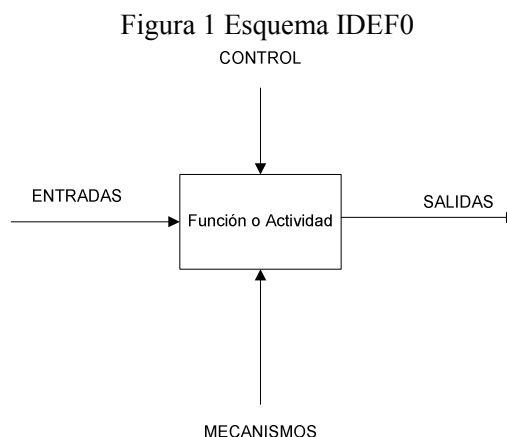 Figura 1 Esquema IDEF0
CONTROL
ENTRADAS
Función o Actividad
SALIDAS
MECANISMOS